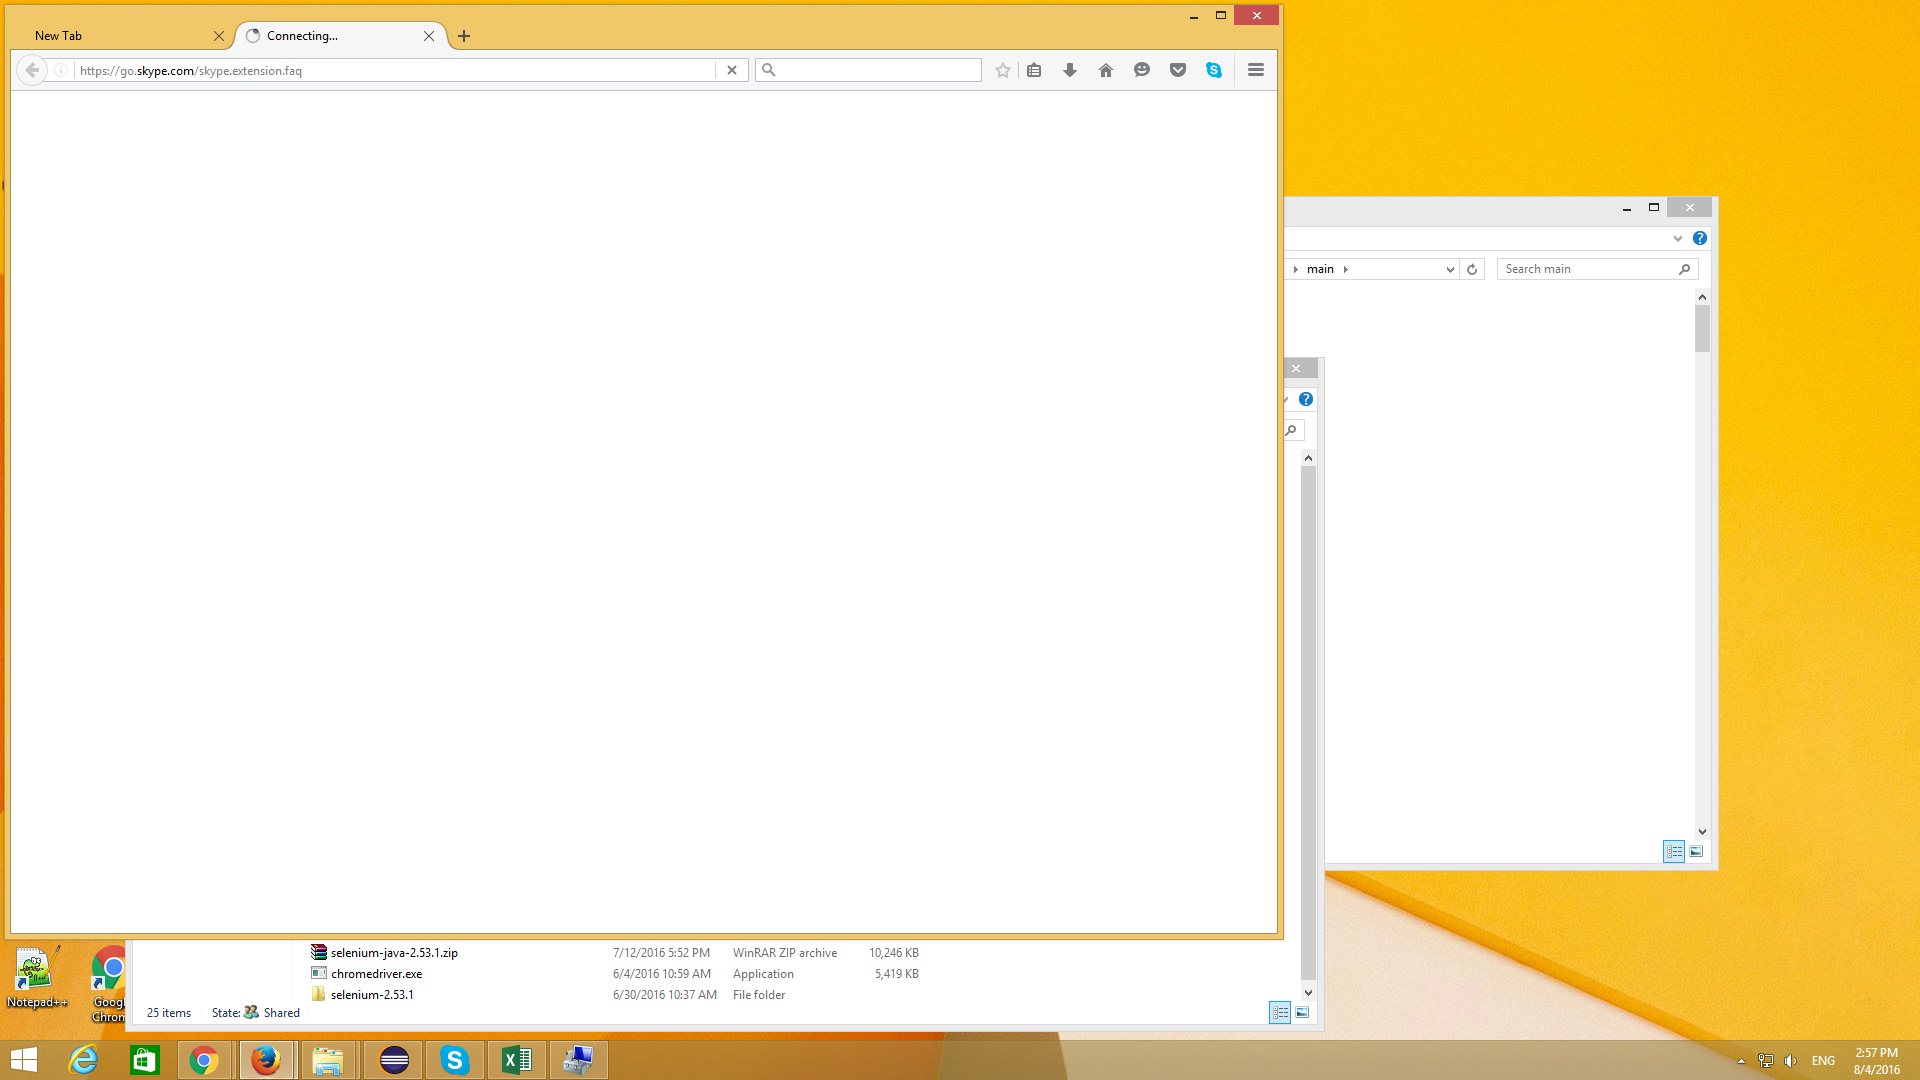 New Tab
Connecting...
https://go.skype.com/skype.extension.faq
main
Search main
selenium-java-2.53.1.zip 7/12/2016 5:52 PM WinRAR ZIP archive 10,246 KB
chromedriver.exe 6/4/2016 10:59 AM Application 5,419 KB
selenium-2.53.1 6/30/2016 10:37 AM File folder
25 items State: Shared
Notepad++
Googl
Chrom
ENG
2:57 PM
8/4/2016